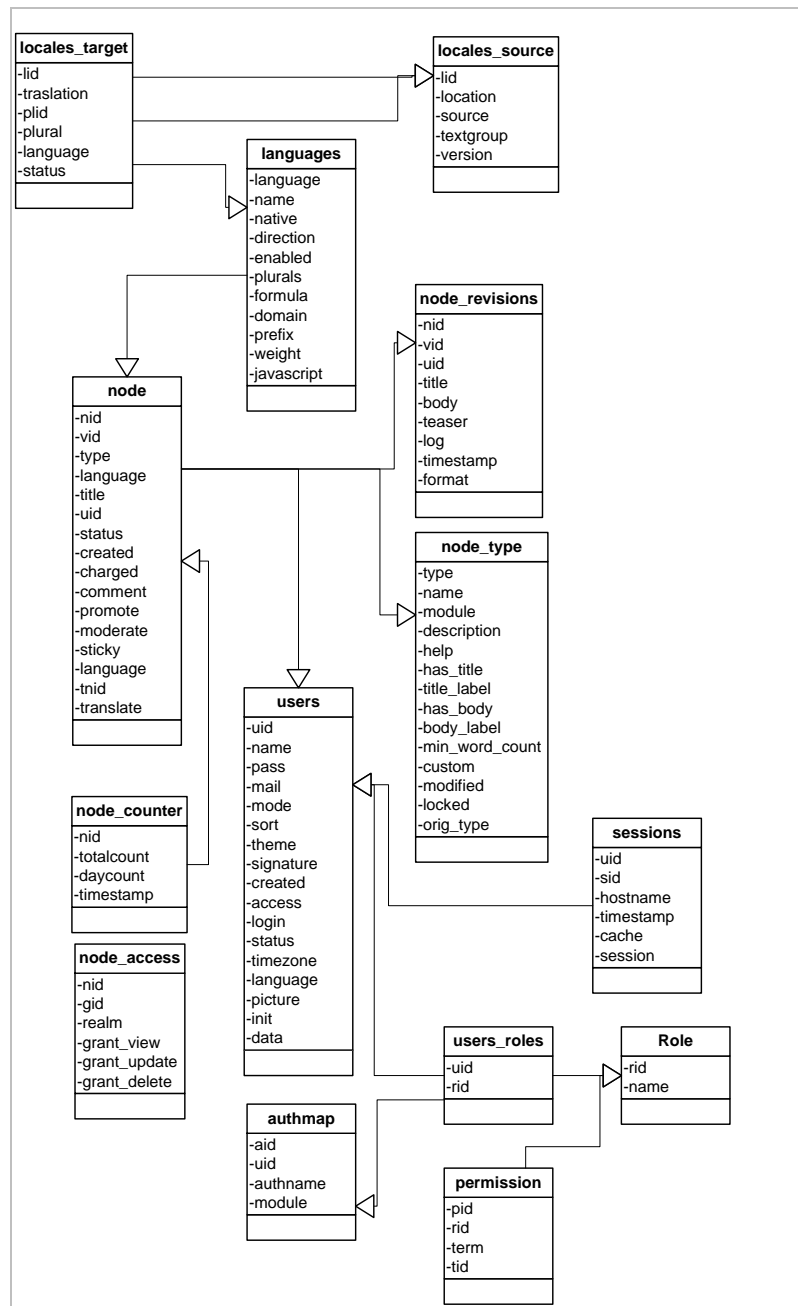 locales_target
-lid
-traslation
-plid
-plural
-language
-status
locales_source
-lid
-location
-source
-textgroup
-version
languages
-language
-name
-native
-direction
-enabled
-plurals
-formula
-domain
-prefix
-weight
-javascript
node_revisions
-nid
-vid
-uid
-title
-body
-teaser
-log
-timestamp
-format
node
-nid
-vid
-type
-language
-title
-uid
-status
-created
-charged
-comment
-promote
-moderate
-sticky
-language
-tnid
-translate
node_type
-type
-name
-module
-description
-help
-has_title
-title_label
-has_body
-body_label
-min_word_count
-custom
-modified
-locked
-orig_type
users
-uid
-name
-pass
-mail
-mode
-sort
-theme
-signature
-created
-access
-login
-status
-timezone
-language
-picture
-init
-data
node_counter
-nid
-totalcount
-daycount
-timestamp
sessions
-uid
-sid
-hostname
-timestamp
-cache
-session
node_access
-nid
-gid
-realm
-grant_view
-grant_update
-grant_delete
users_roles
-uid
-rid
Role
-rid
-name
authmap
-aid
-uid
-authname
-module
permission
-pid
-rid
-term
-tid